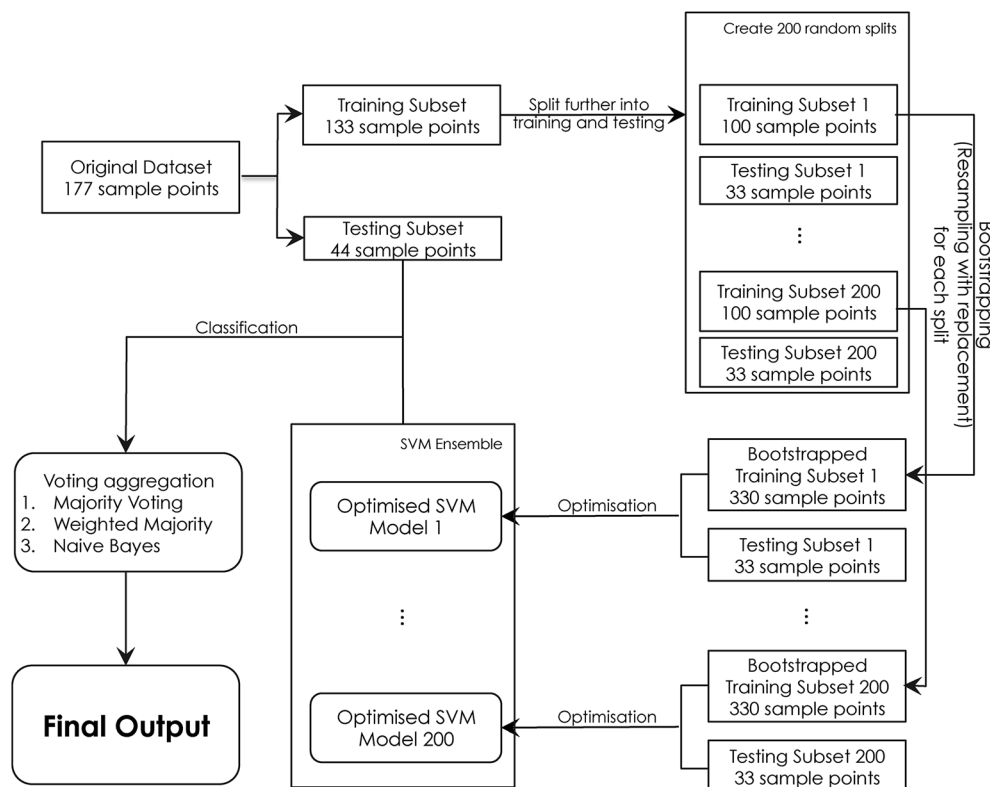 Create 200 random splits
Training Subset
133 sample points
Split further into
training and testing
Training Subset 1
100 sample points
Original Dataset
177 sample points
Testing Subset 1
33 sample points
Testing Subset
44 sample points
...
Training Subset 200
100 sample points
Testing Subset 200
33 sample points
Bootstrapping
(Resampling with replacement)
for each split
Classification
SVM Ensemble
Voting aggregation
1. Majority Voting
2. Weighted Majority
3. Naive Bayes
Optimised SVM
Model 1
Optimisation
Bootstrapped
Training Subset 1
330 sample points
Testing Subset 1
33 sample points
...
...
Final Output
Optimised SVM
Model 200
Optimisation
Bootstrapped
Training Subset 200
330 sample points
Testing Subset 200
33 sample points